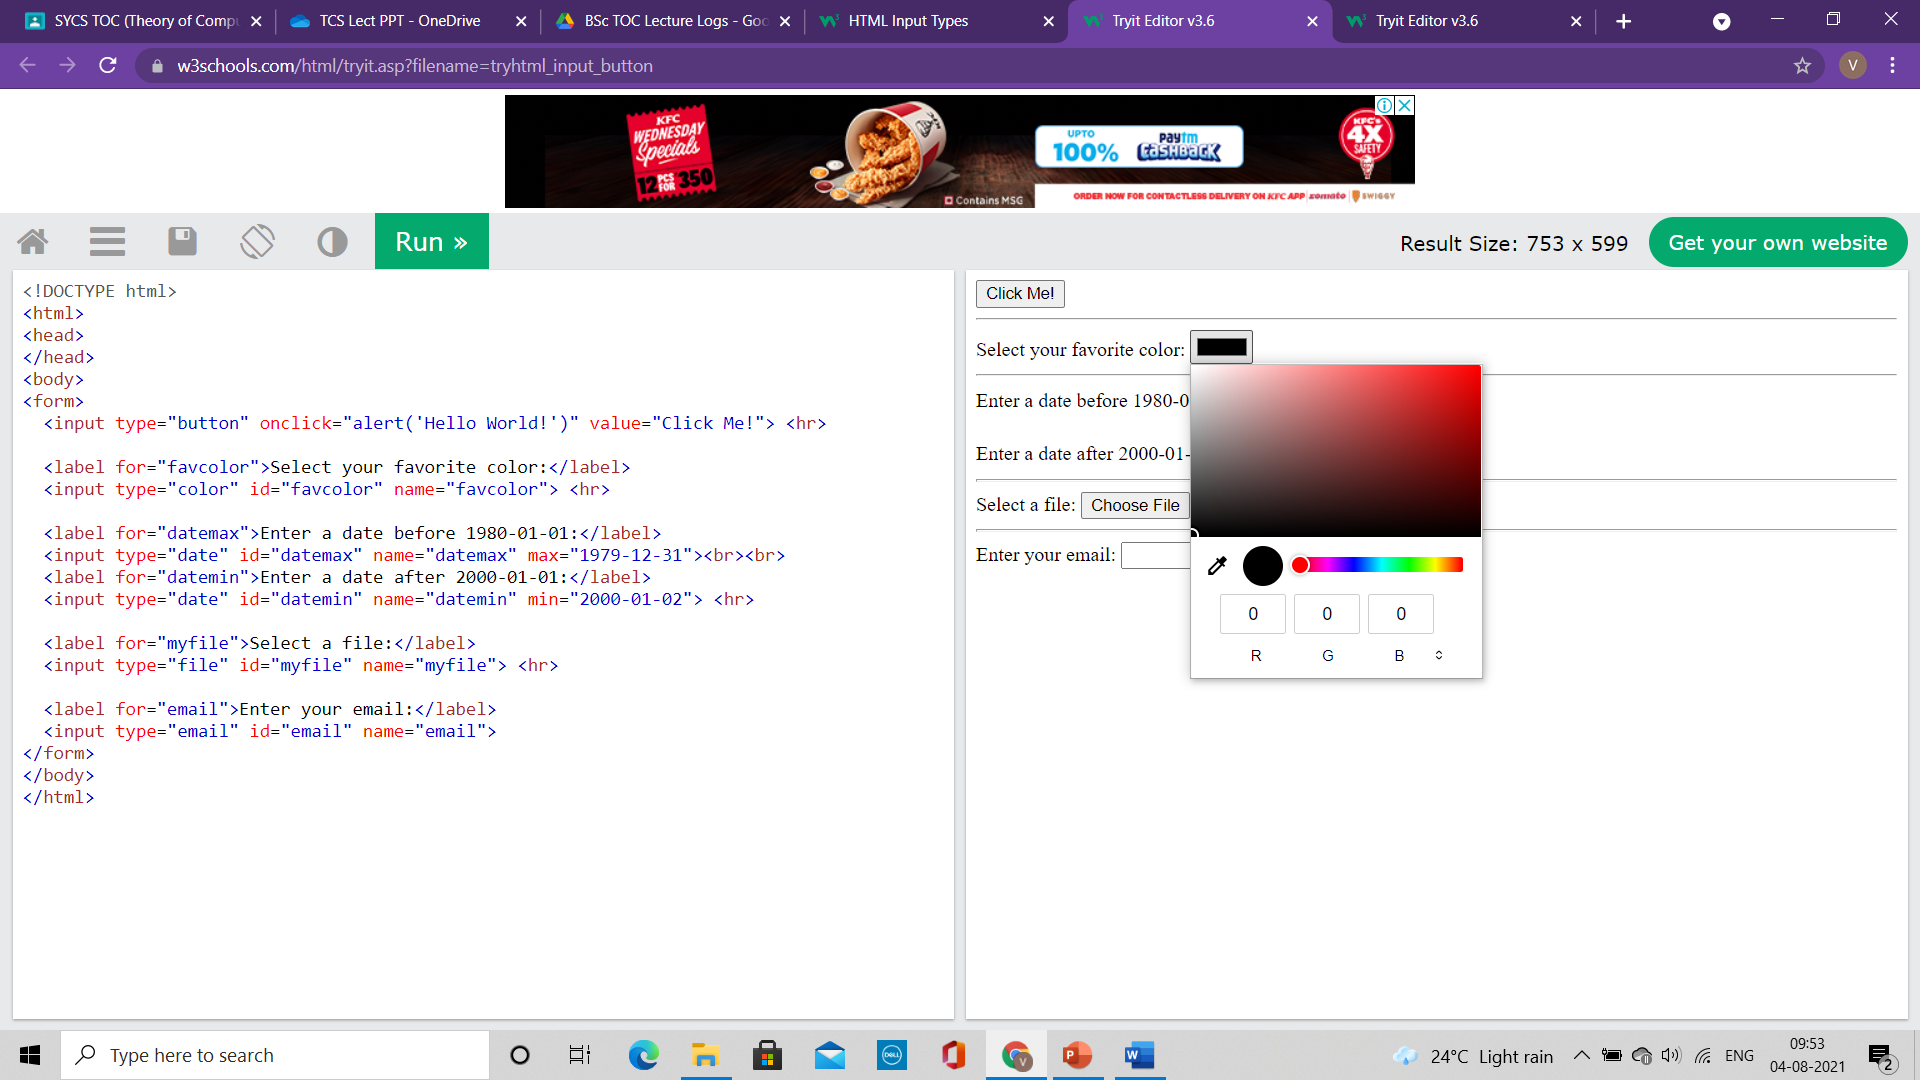 SYCS TOC (Theory of Compu
TCS Lect PPT - OneDrive
BSc TOC Lecture Logs - Goo
HTML Input Types
Tryit Editor v3.6
Tryit Editor v3.6
w3schools.com/html/tryit.asp?filename=tryhtml_input_button
V
KFC
WEDNESDAY
Specials
12 PCS FOR 350
Contains MSG
UPTO
100%
paytm
CASHBACK
KFC'S
4X
SAFETY
ORDER NOW FOR CONTACTLESS DELIVERY ON KFC APP zomato SWIGGY
Run »
Result Size: 753 x 599
Get your own website
<!DOCTYPE html>
<html>
<head>
</head>
<body>
<form>
<input type="button" onclick="alert('Hello World!')" value="Click Me!"> <hr>
<label for="favcolor">Select your favorite color:</label>
<input type="color" id="favcolor" name="favcolor"> <hr>
<label for="datemax">Enter a date before 1980-01-01:</label>
<input type="date" id="datemax" name="datemax" max="1979-12-31"><br><br>
<label for="datemin">Enter a date after 2000-01-01:</label>
<input type="date" id="datemin" name="datemin" min="2000-01-02"> <hr>
<label for="myfile">Select a file:</label>
<input type="file" id="myfile" name="myfile"> <hr>
<label for="email">Enter your email:</label>
<input type="email" id="email" name="email">
</form>
</body>
</html>
Click Me!
Select your favorite color:
Enter a date before 1980-0
Enter a date after 2000-01-
Select a file: Choose File
Enter your email:
0 0 0
R G B
Type here to search
DELL
V
P
W
24°C Light rain
ENG
09:53
04-08-2021
2